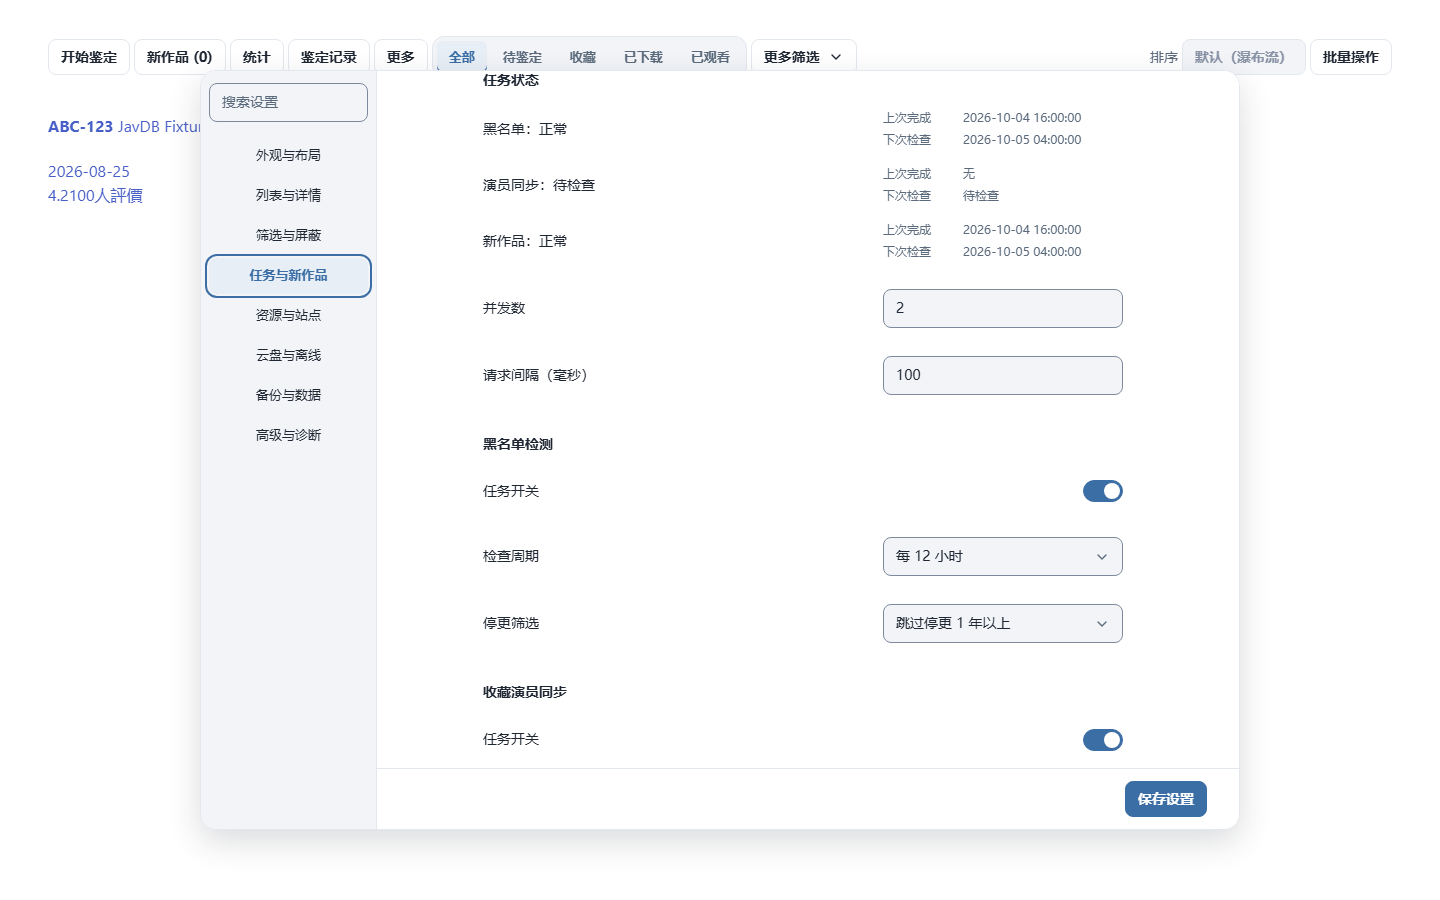 开始鉴定
新作品 (0)
统计
鉴定记录
更多
全部
待鉴定
收藏
已下载
已观看
更多筛选
排序
默认（瀑布流）
批量操作
ABC-123 JavDB Fixtur
2026-08-25
4.2100人評價
搜索设置
外观与布局
列表与详情
筛选与屏蔽
任务与新作品
资源与站点
云盘与离线
备份与数据
高级与诊断
任务状态
黑名单：正常
上次完成 2026-10-04 16:00:00
下次检查 2026-10-05 04:00:00
演员同步：待检查
上次完成 无
下次检查 待检查
新作品：正常
上次完成 2026-10-04 16:00:00
下次检查 2026-10-05 04:00:00
并发数
2
请求间隔（毫秒）
100
黑名单检测
任务开关
检查周期
每 12 小时
停更筛选
跳过停更 1 年以上
收藏演员同步
任务开关
保存设置